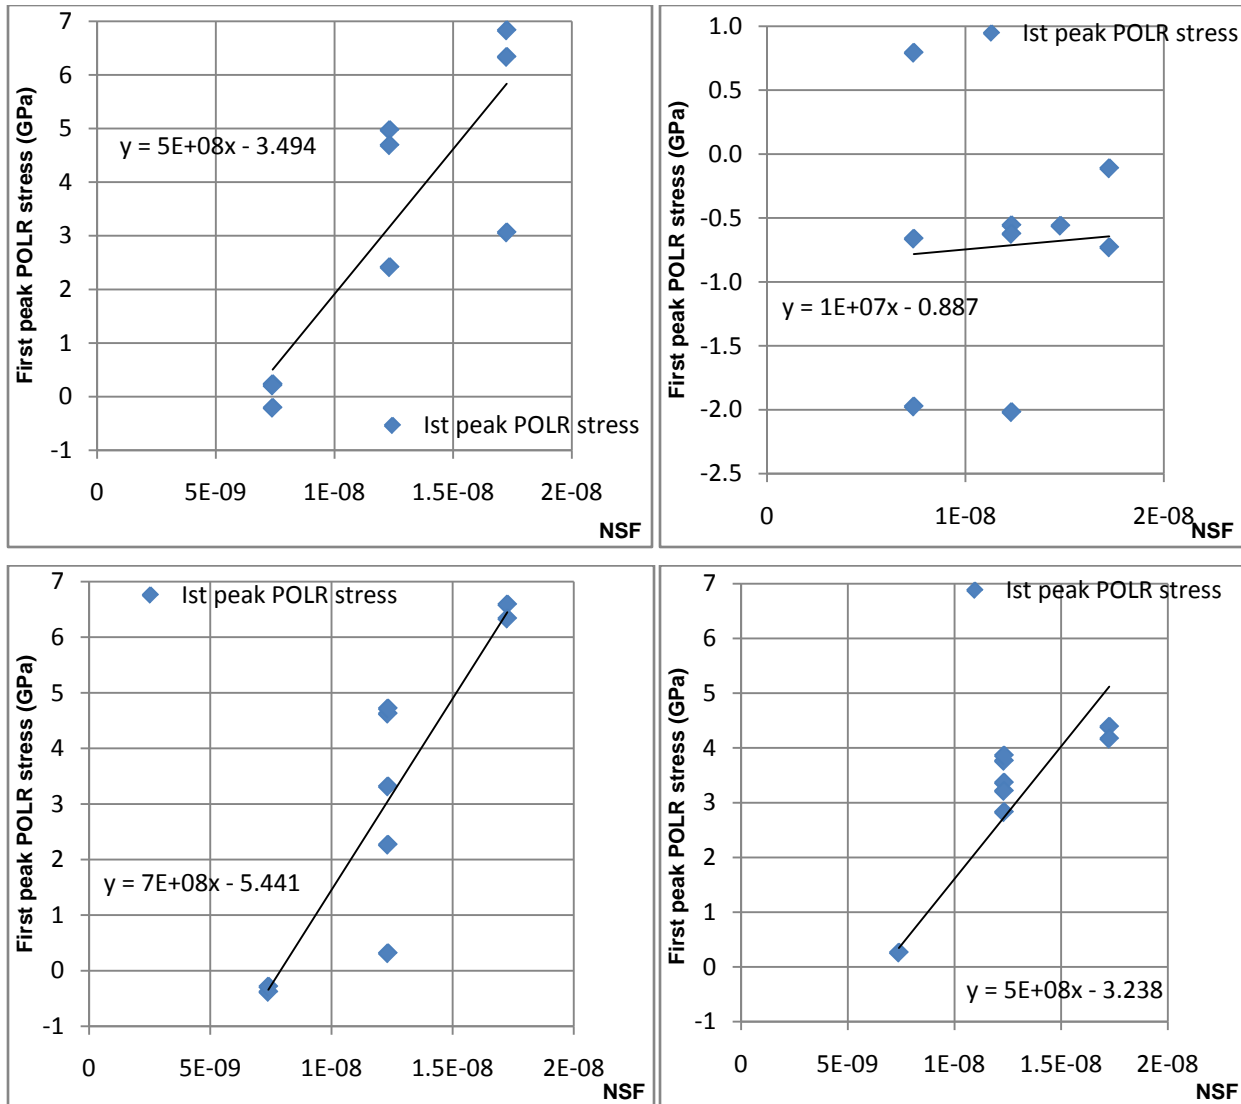 7
6
5
4
3
2
1
0
-1
First peak POLR stress (GPa)
y = 5E+08x - 3.494
Ist peak POLR stress
0
5E-09
1E-08
1.5E-08
2E-08
NSF
1.0
0.5
0.0
-0.5
-1.0
-1.5
-2.0
-2.5
First peak POLR stress (GPa)
Ist peak POLR stress
y = 1E+07x - 0.887
0
1E-08
2E-08
NSF
7
6
5
4
3
2
1
0
-1
First peak POLR stress (GPa)
Ist peak POLR stress
y = 7E+08x - 5.441
0
5E-09
1E-08
1.5E-08
2E-08
NSF
7
6
5
4
3
2
1
0
-1
First peak POLR stress (GPa)
Ist peak POLR stress
y = 5E+08x - 3.238
0
5E-09
1E-08
1.5E-08
2E-08
NSF